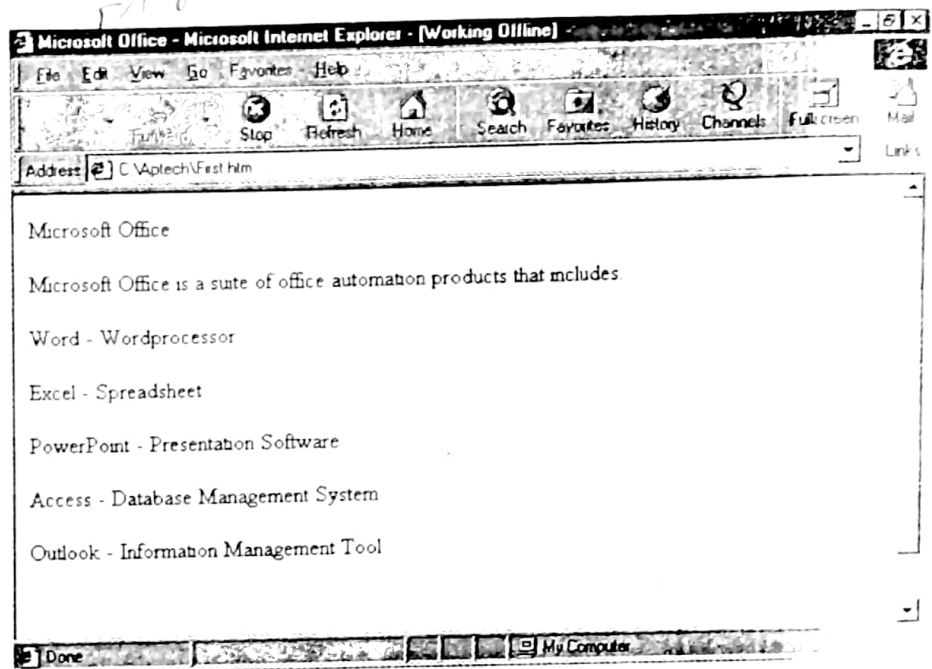 Microsoft Office - Microsoft Internet Explorer - [Working Offline]
File Edit View Go Favorites Help
Stop Refresh Home Search Favorites History Channels Fullscreen Mail
Address C:\Aptech\First.htm Links
Microsoft Office
Microsoft Office is a suite of office automation products that includes:
Word - Wordprocessor
Excel - Spreadsheet
PowerPoint - Presentation Software
Access - Database Management System
Outlook - Information Management Tool
Done My Computer